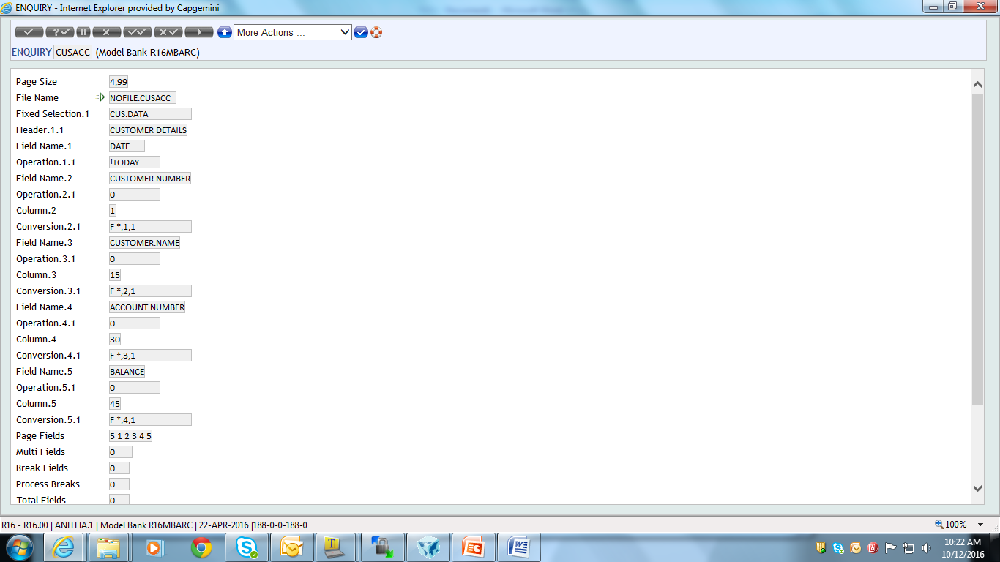 ENQUIRY - Internet Explorer provided by Capgemini
More Actions ...
ENQUIRY CUSACC (Model Bank R16MBARC)
Page Size 4,99
File Name NOFILE.CUSACC
Fixed Selection.1 CUS.DATA
Header.1.1 CUSTOMER DETAILS
Field Name.1 DATE
Operation.1.1 !TODAY
Field Name.2 CUSTOMER.NUMBER
Operation.2.1 0
Column.2 1
Conversion.2.1 F *,1,1
Field Name.3 CUSTOMER.NAME
Operation.3.1 0
Column.3 15
Conversion.3.1 F *,2,1
Field Name.4 ACCOUNT.NUMBER
Operation.4.1 0
Column.4 30
Conversion.4.1 F *,3,1
Field Name.5 BALANCE
Operation.5.1 0
Column.5 45
Conversion.5.1 F *,4,1
Page Fields 5 1 2 3 4 5
Multi Fields 0
Break Fields 0
Process Breaks 0
Total Fields 0
R16 - R16.00 | ANITHA.1 | Model Bank R16MBARC | 22-APR-2016 |188-0-0-188-0 100%
10:22 AM
10/12/2016